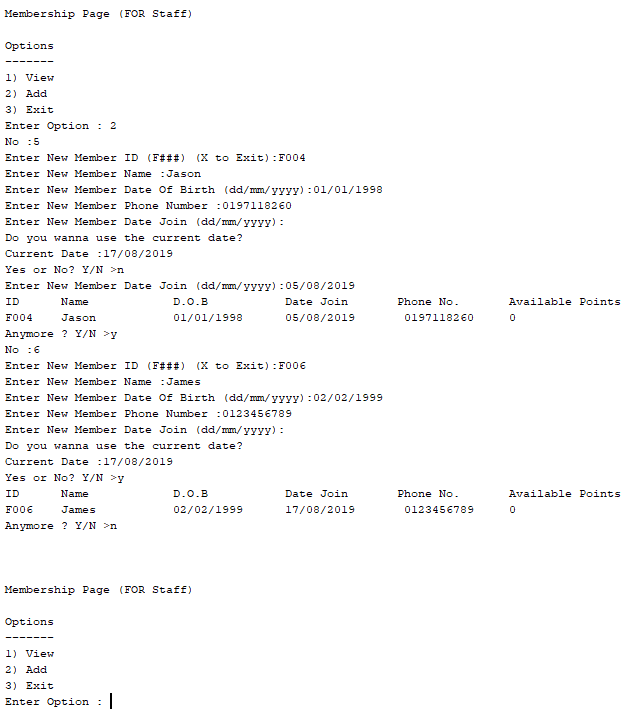 Membership Page (FOR Staff)
Options
-------
1) View
2) Add
3) Exit
Enter Option : 2
No :5
Enter New Member ID (F###) (X to Exit):F004
Enter New Member Name :Jason
Enter New Member Date Of Birth (dd/mm/yyyy):01/01/1998
Enter New Member Phone Number :0197118260
Enter New Member Date Join (dd/mm/yyyy):
Do you wanna use the current date?
Current Date :17/08/2019
Yes or No? Y/N >n
Enter New Member Date Join (dd/mm/yyyy):05/08/2019
ID      Name            D.O.B           Date Join       Phone No.       Available Points
F004    Jason           01/01/1998      05/08/2019       0197118260     0
Anymore ? Y/N >y
No :6
Enter New Member ID (F###) (X to Exit):F006
Enter New Member Name :James
Enter New Member Date Of Birth (dd/mm/yyyy):02/02/1999
Enter New Member Phone Number :0123456789
Enter New Member Date Join (dd/mm/yyyy):
Do you wanna use the current date?
Current Date :17/08/2019
Yes or No? Y/N >y
ID      Name            D.O.B           Date Join       Phone No.       Available Points
F006    James           02/02/1999      17/08/2019       0123456789     0
Anymore ? Y/N >n
Membership Page (FOR Staff)
Options
-------
1) View
2) Add
3) Exit
Enter Option :